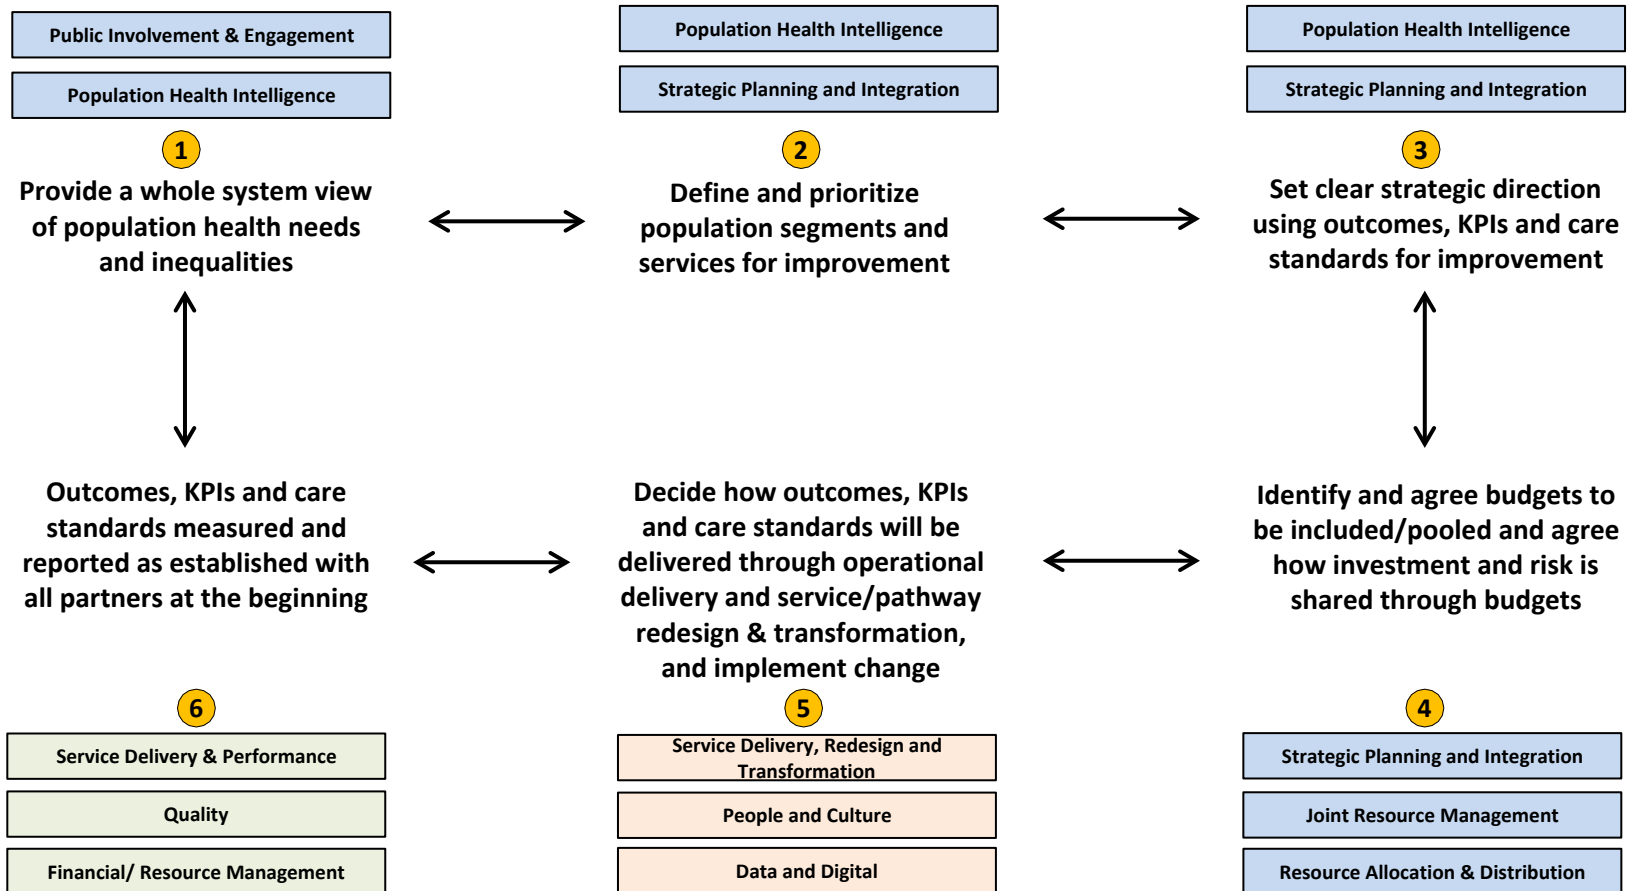 Public Involvement & Engagement
Population Health Intelligence
1
Provide a whole system view
of population health needs
and inequalities
Population Health Intelligence
Strategic Planning and Integration
2
Define and prioritize
population segments and
services for improvement
Population Health Intelligence
Strategic Planning and Integration
3
Set clear strategic direction
using outcomes, KPIs and care
standards for improvement
Outcomes, KPIs and care
standards measured and
reported as established with
all partners at the beginning
6
Service Delivery & Performance
Quality
Financial/ Resource Management
Decide how outcomes, KPIs
and care standards will be
delivered through operational
delivery and service/pathway
redesign & transformation,
and implement change
5
Service Delivery, Redesign and
Transformation
People and Culture
Data and Digital
Identify and agree budgets to
be included/pooled and agree
how investment and risk is
shared through budgets
4
Strategic Planning and Integration
Joint Resource Management
Resource Allocation & Distribution